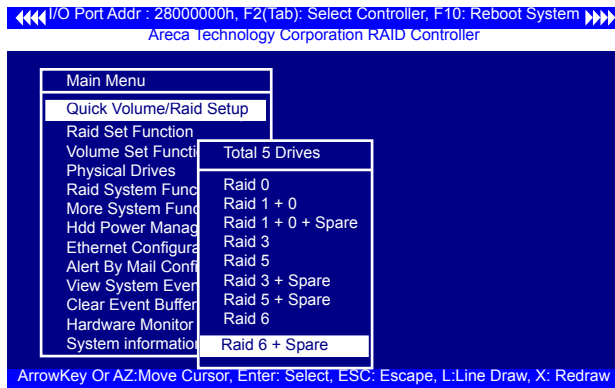 I/O Port Addr : 28000000h, F2(Tab): Select Controller, F10: Reboot System
Areca Technology Corporation RAID Controller
Main Menu
Quick Volume/Raid Setup
Raid Set Function
Volume Set Functi
Physical Drives
Raid System Func
More System Func
Hdd Power Manag
Ethernet Configura
Alert By Mail Confi
View System Even
Clear Event Buffer
Hardware Monitor
System information
Total 5 Drives
Raid 0
Raid 1 + 0
Raid 1 + 0 + Spare
Raid 3
Raid 5
Raid 3 + Spare
Raid 5 + Spare
Raid 6
Raid 6 + Spare
ArrowKey Or AZ:Move Cursor, Enter: Select, ESC: Escape, L:Line Draw, X: Redraw